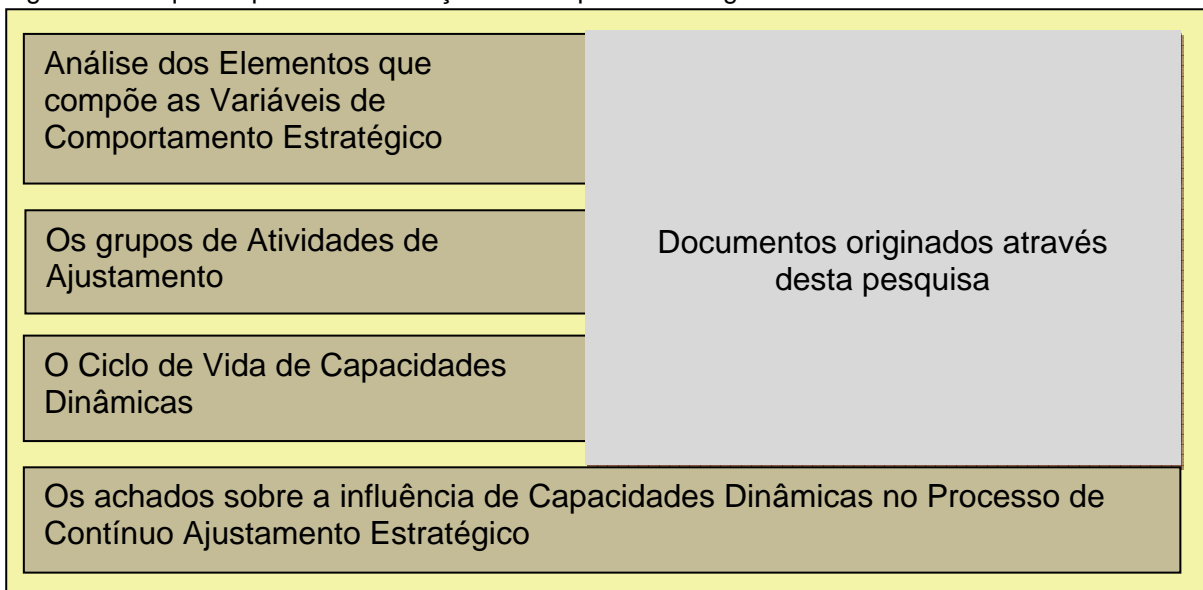 Análise dos Elementos que
compõe as Variáveis de
Comportamento Estratégico
Os grupos de Atividades de
Ajustamento
O Ciclo de Vida de Capacidades
Dinâmicas
Documentos originados através
desta pesquisa
Os achados sobre a influência de Capacidades Dinâmicas no Processo de
Contínuo Ajustamento Estratégico